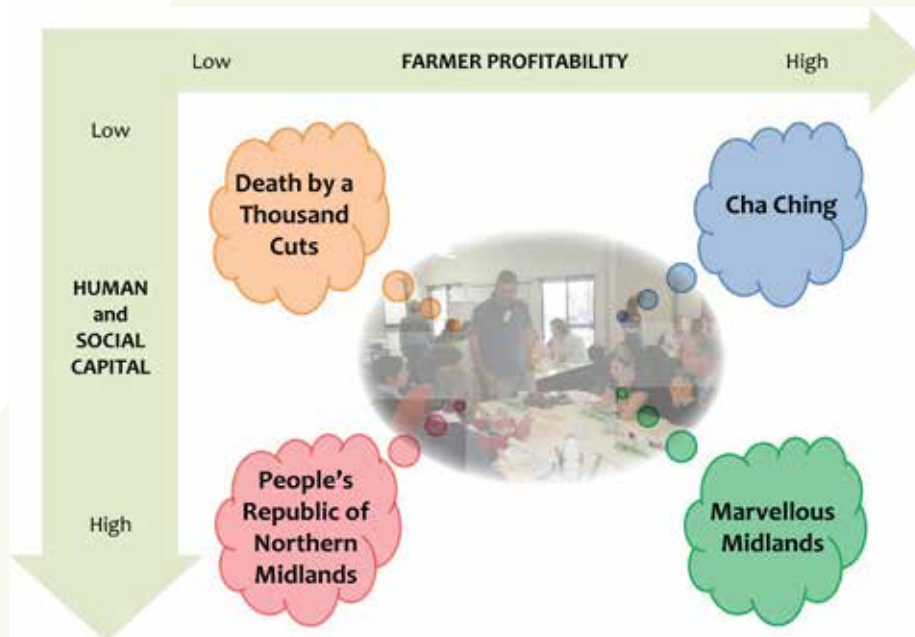 Low
FARMER PROFITABILITY
High
Low
HUMAN
and
SOCIAL
CAPITAL
High
Death by a
Thousand
Cuts
Cha Ching
People's
Republic of
Northern
Midlands
Marvellous
Midlands